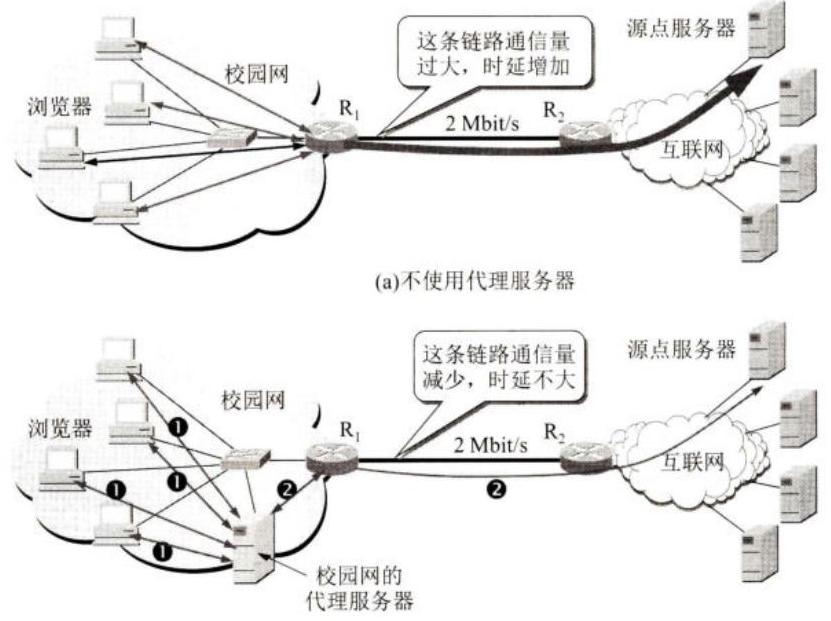 源点服务器
这条链路通信量
过大，时延增加
校园网
浏览器
R1
2 Mbit/s
R2
互联网
(a)不使用代理服务器
这条链路通信量
减少，时延不大
源点服务器
校园网
浏览器
R1
2 Mbit/s
R2
互联网
❶
❶
❶
❶
❷
❷
校园网的
代理服务器